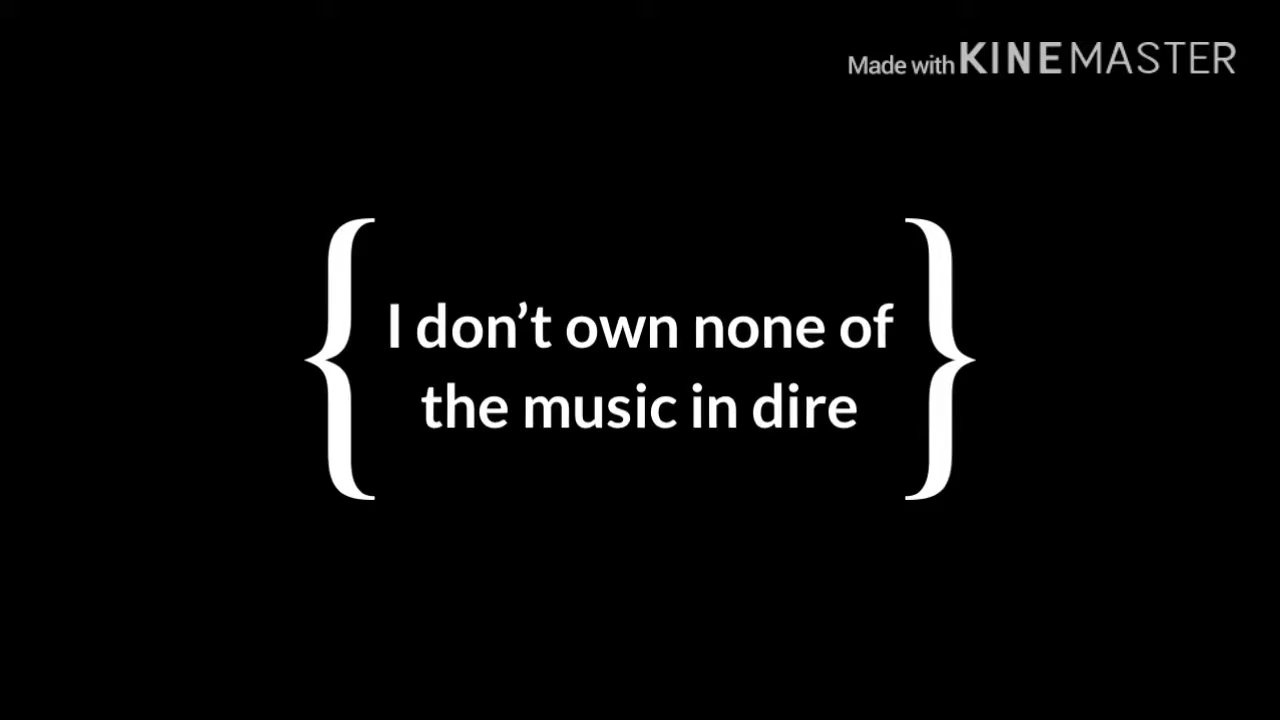 Made with KINEMASTER
I don’t own none of
the music in dire